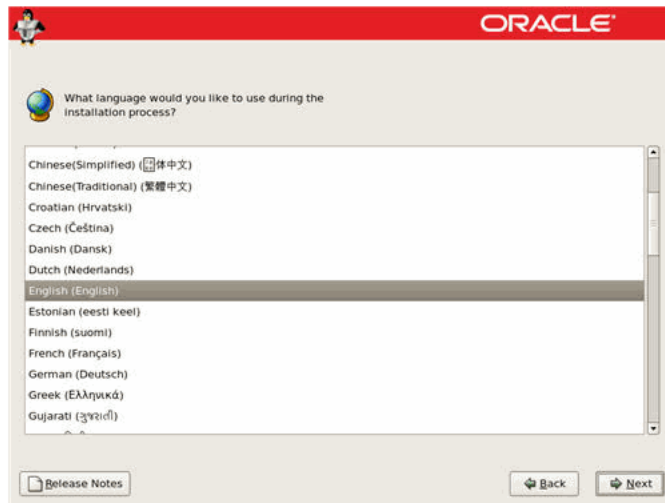 ORACLE
What language would you like to use during the
installation process?
Chinese(Simplified) (体中文)
Chinese(Traditional) (繁體中文)
Croatian (Hrvatski)
Czech (Čeština)
Danish (Dansk)
Dutch (Nederlands)
English (English)
Estonian (eesti keel)
Finnish (suomi)
French (Français)
German (Deutsch)
Greek (Ελληνικά)
Gujarati (ગુજરાતી)
Release Notes
Back
Next